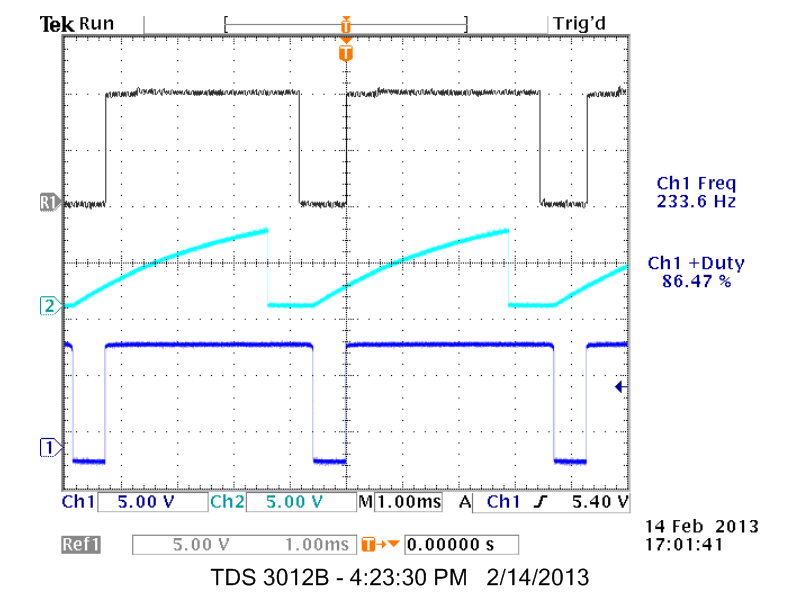 Tek Run Trig'd
T
T
R1
Ch1 Freq
233.6 Hz
Ch1 +Duty
86.47 %
2
1
Ch1 5.00 V Ch2 5.00 V M 1.00ms A Ch1 5.40 V
14 Feb 2013
17:01:41
Ref1 5.00 V 1.00ms T 0.00000 s
TDS 3012B - 4:23:30 PM 2/14/2013